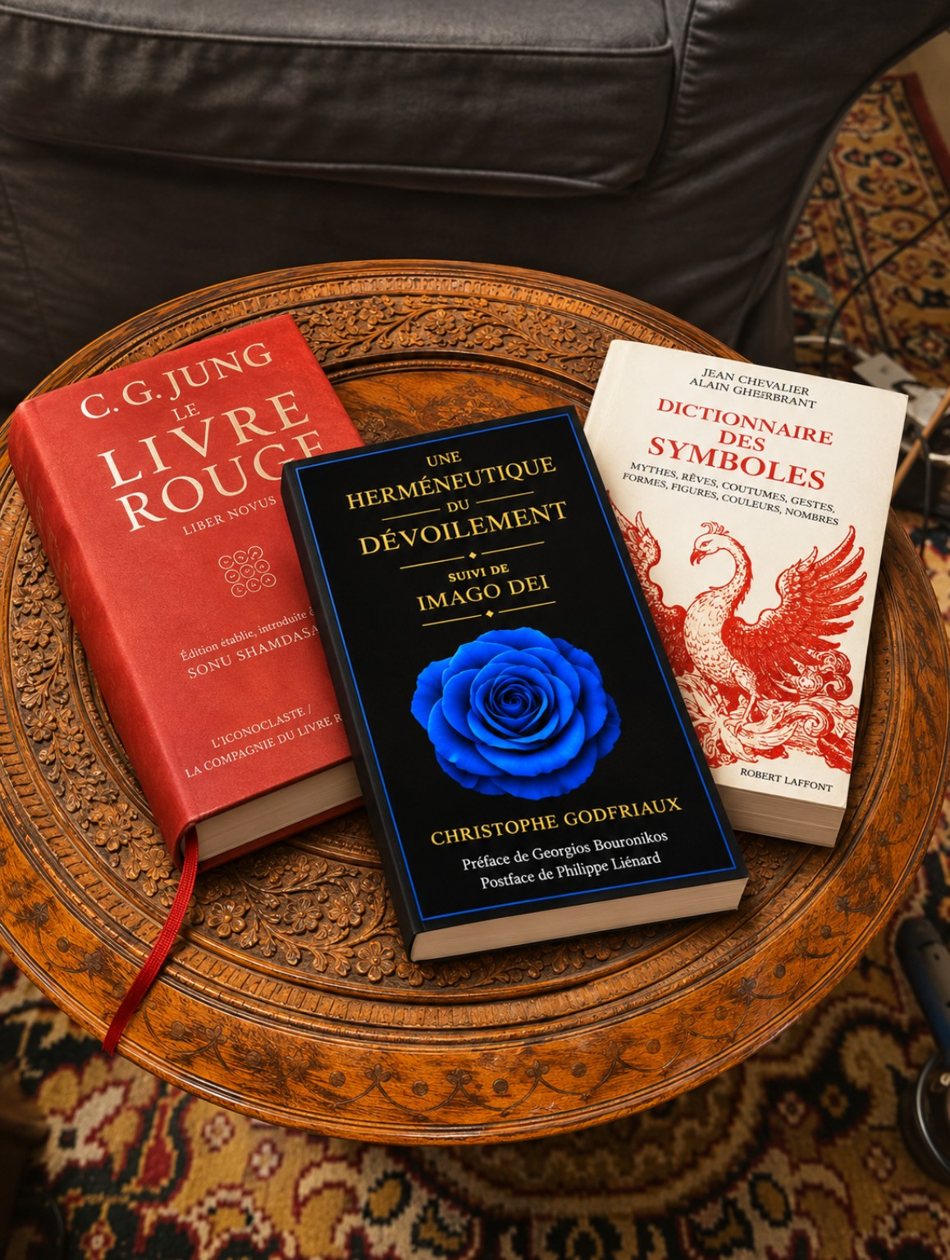 C. G. JUNG
LE
LIVRE
ROUGE
LIBER NOVUS
Édition établie, introduite
SONU SHAMDASA
L'ICONOCLASTE /
LA COMPAGNIE DU LIVRE R
UNE
HERMÉNEUTIQUE
DU
DÉVOILEMENT
SUIVI DE
IMAGO DEI
CHRISTOPHE GODFRIAUX
Préface de Georgios Bouronikos
Postface de Philippe Liénard
JEAN CHEVALIER
ALAIN GHEERBRANT
DICTIONNAIRE
DES
SYMBOLES
MYTHES, RÊVES, COUTUMES, GESTES,
FORMES, FIGURES, COULEURS, NOMBRES
ROBERT LAFFONT